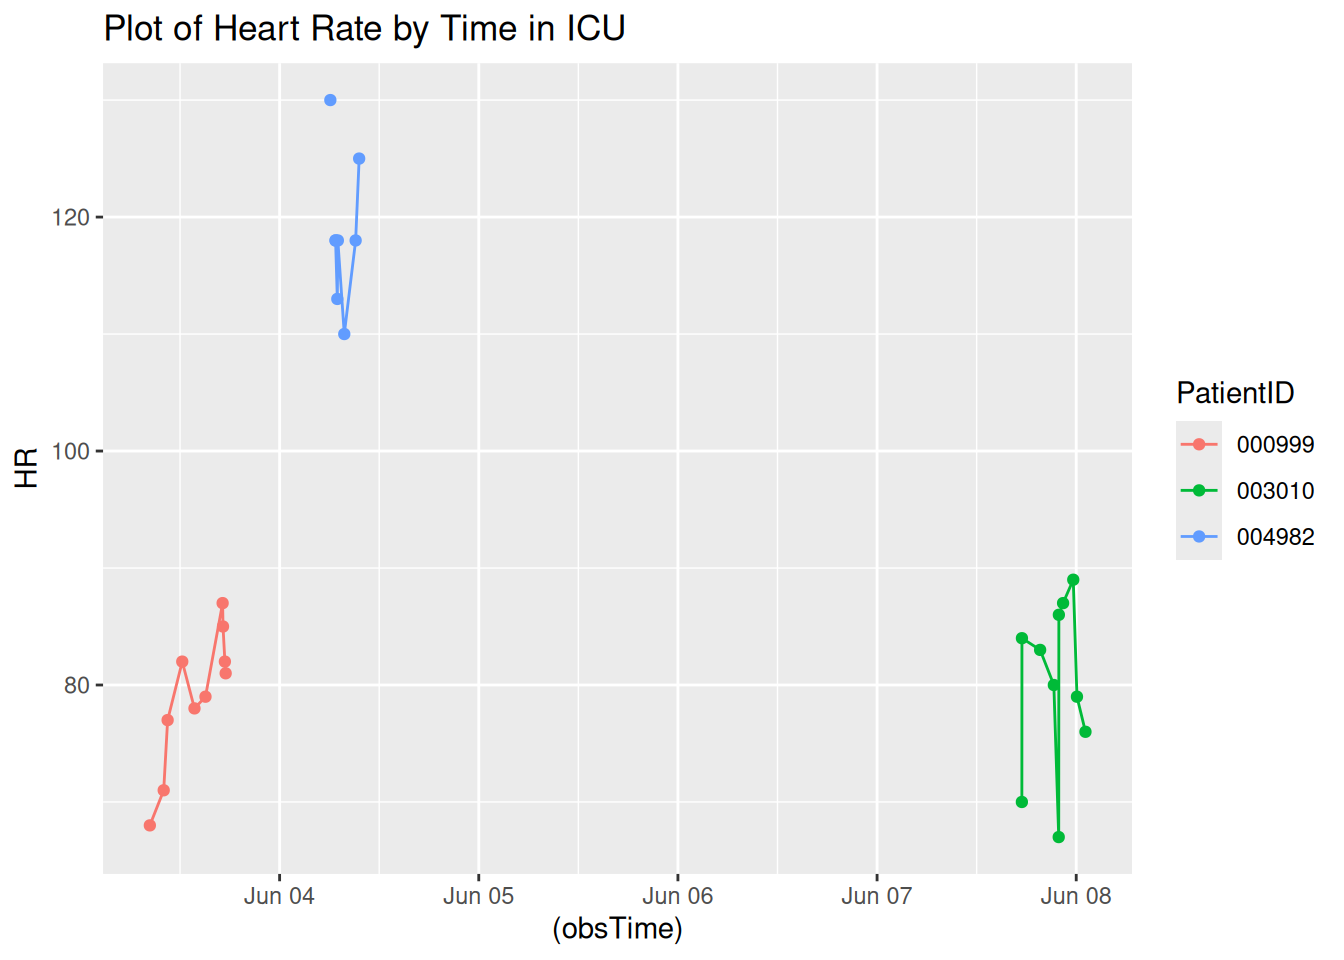 Plot of Heart Rate by Time in ICU
120
100
80
HR
Jun 04 Jun 05 Jun 06 Jun 07 Jun 08
(obsTime)
PatientID
000999
003010
004982